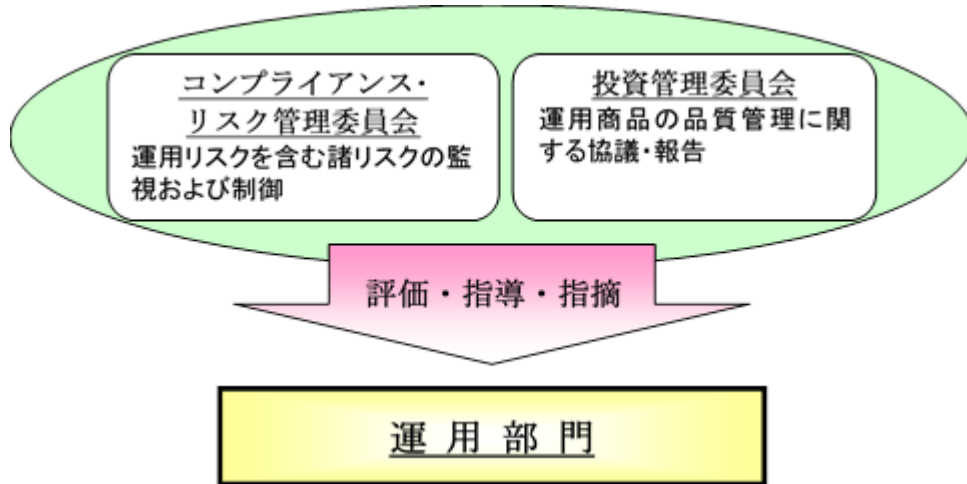 コンプライアンス・
リスク管理委員会
運用リスクを含む諸リスクの監
視および制御
投資管理委員会
運用商品の品質管理に関
する協議・報告
評価・指導・指摘
運用部門